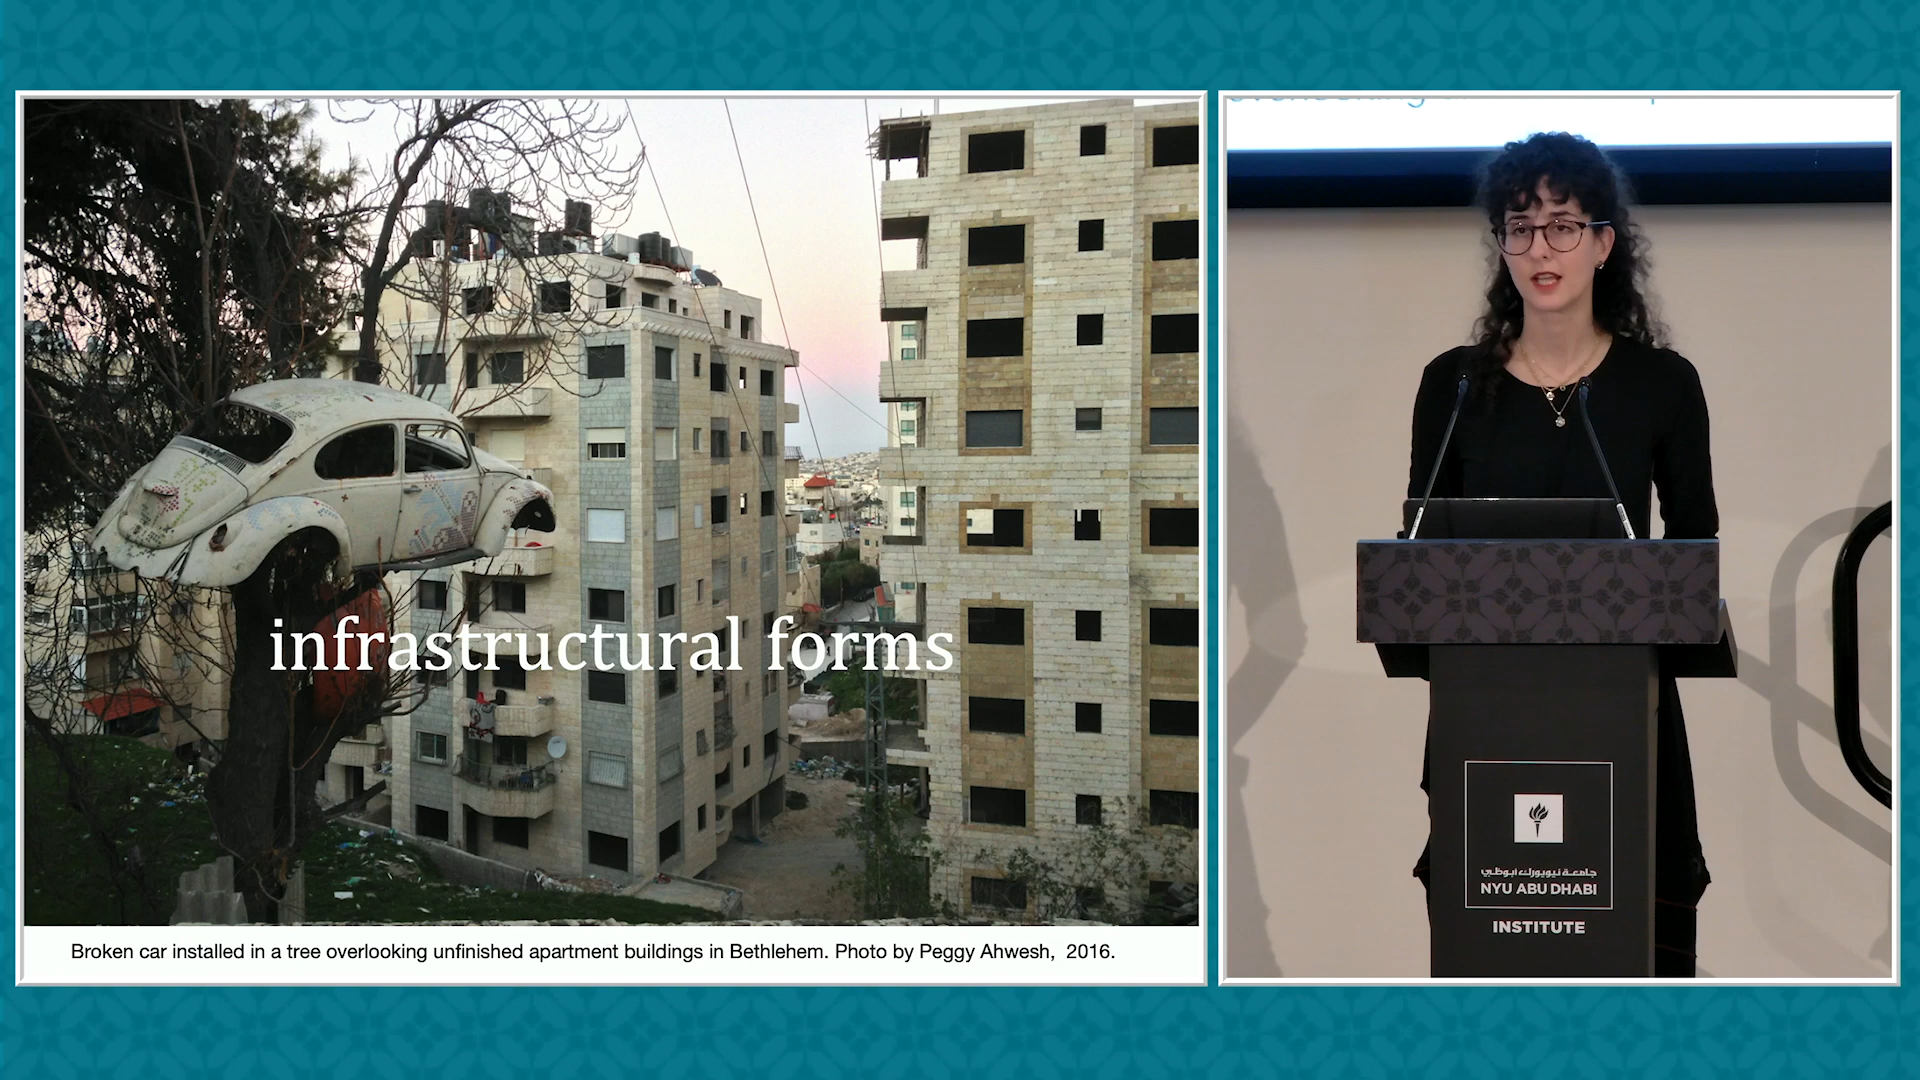 infrastructural forms
Broken car installed in a tree overlooking unfinished apartment buildings in Bethlehem. Photo by Peggy Ahwesh, 2016.
جامعة نيويورك أبوظبي
NYU ABU DHABI
INSTITUTE